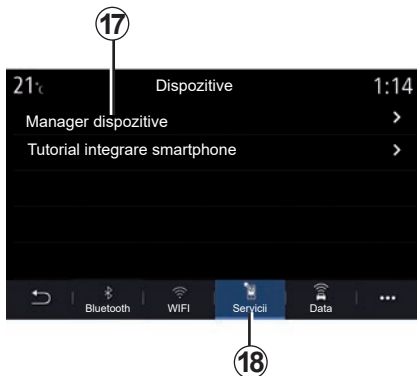 17
21°c Dispozitive 1:14
Manager dispozitive
Tutorial integrare smartphone
Bluetooth WIFI Servicii Data
18